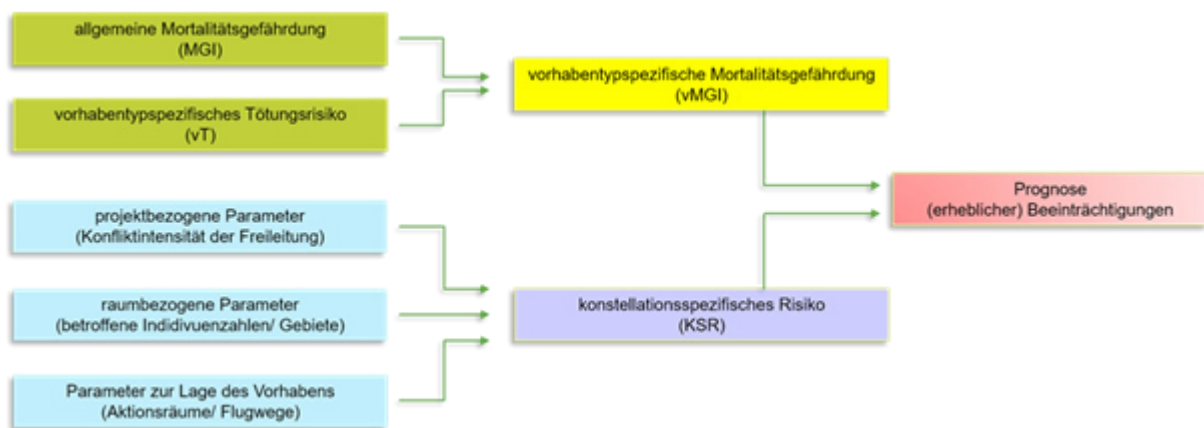 allgemeine Mortalitätsgefährdung
(MGI)
vorhabentypspezifisches Tötungsrisiko
(vT)
vorhabentypspezifische Mortalitätsgefährdung
(vMGI)
projektbezogene Parameter
(Konfliktintensität der Freileitung)
raumbezogene Parameter
(betroffene Indidivuenzahlen/ Gebiete)
Parameter zur Lage des Vorhabens
(Aktionsräume/ Flugwege)
konstellationsspezifisches Risiko
(KSR)
Prognose
(erheblicher) Beeinträchtigungen